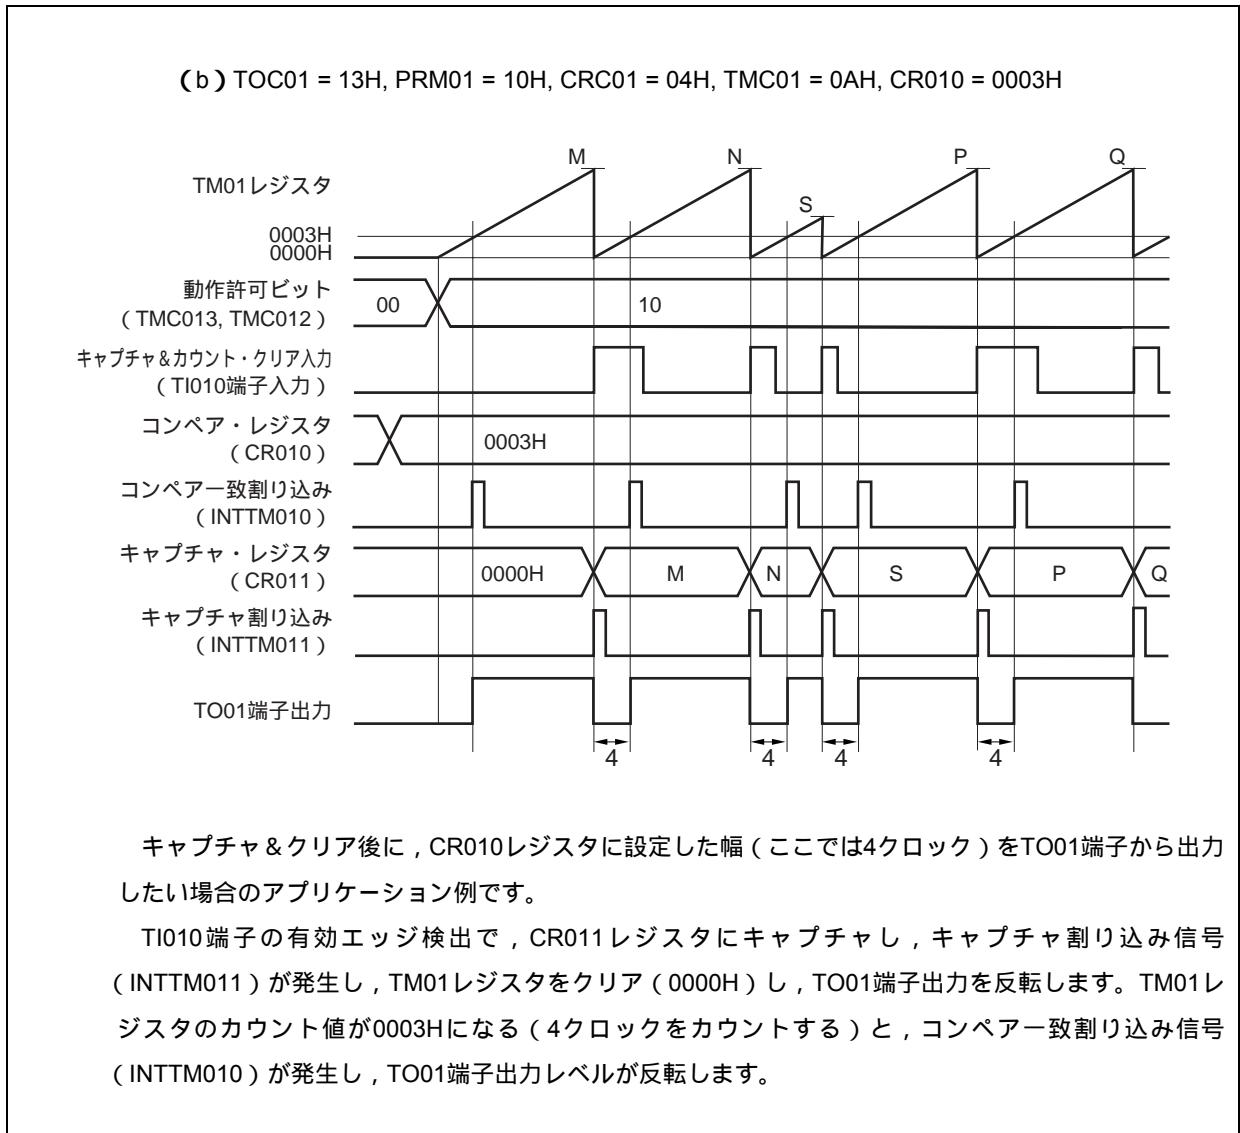 （b）TOC01 = 13H, PRM01 = 10H, CRC01 = 04H, TMC01 = 0AH, CR010 = 0003H
M N S P Q
TM01レジスタ
0003H
0000H
動作許可ビット
（TMC013, TMC012）
00 10
キャプチャ&カウント・クリア入力
（TI010端子入力）
コンペア・レジスタ
（CR010）
0003H
コンペア一致割り込み
（INTTM010）
キャプチャ・レジスタ
（CR011）
0000H M N S P Q
キャプチャ割り込み
（INTTM011）
TO01端子出力
4 4 4 4
キャプチャ＆クリア後に，CR010レジスタに設定した幅（ここでは4クロック）をTO01端子から出力
したい場合のアプリケーション例です。
TI010端子の有効エッジ検出で，CR011レジスタにキャプチャし，キャプチャ割り込み信号
（INTTM011）が発生し，TM01レジスタをクリア（0000H）し，TO01端子出力を反転します。TM01レ
ジスタのカウント値が0003Hになる（4クロックをカウントする）と，コンペア一致割り込み信号
（INTTM010）が発生し，TO01端子出力レベルが反転します。